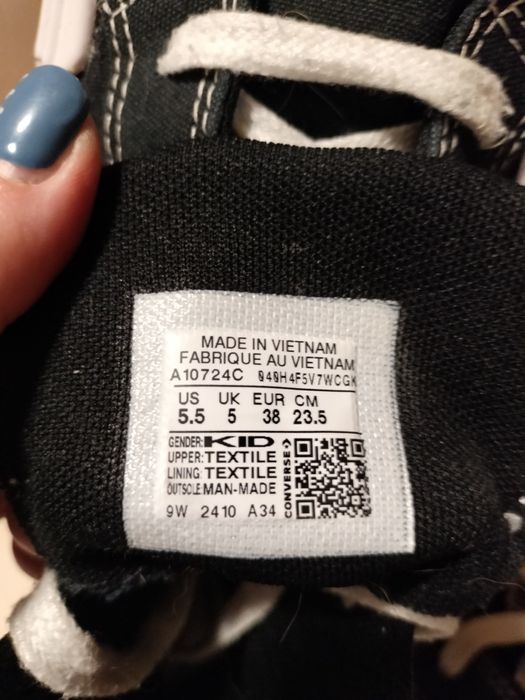 MADE IN VIETNAM
FABRIQUE AU VIETNAM
A10724C 040H4F5V7WCGK
US UK EUR CM
5.5 5 38 23.5
GENDER: KID
UPPER: TEXTILE
LINING TEXTILE
OUTSOLE MAN-MADE
CONVERSE
9W 2410 A34